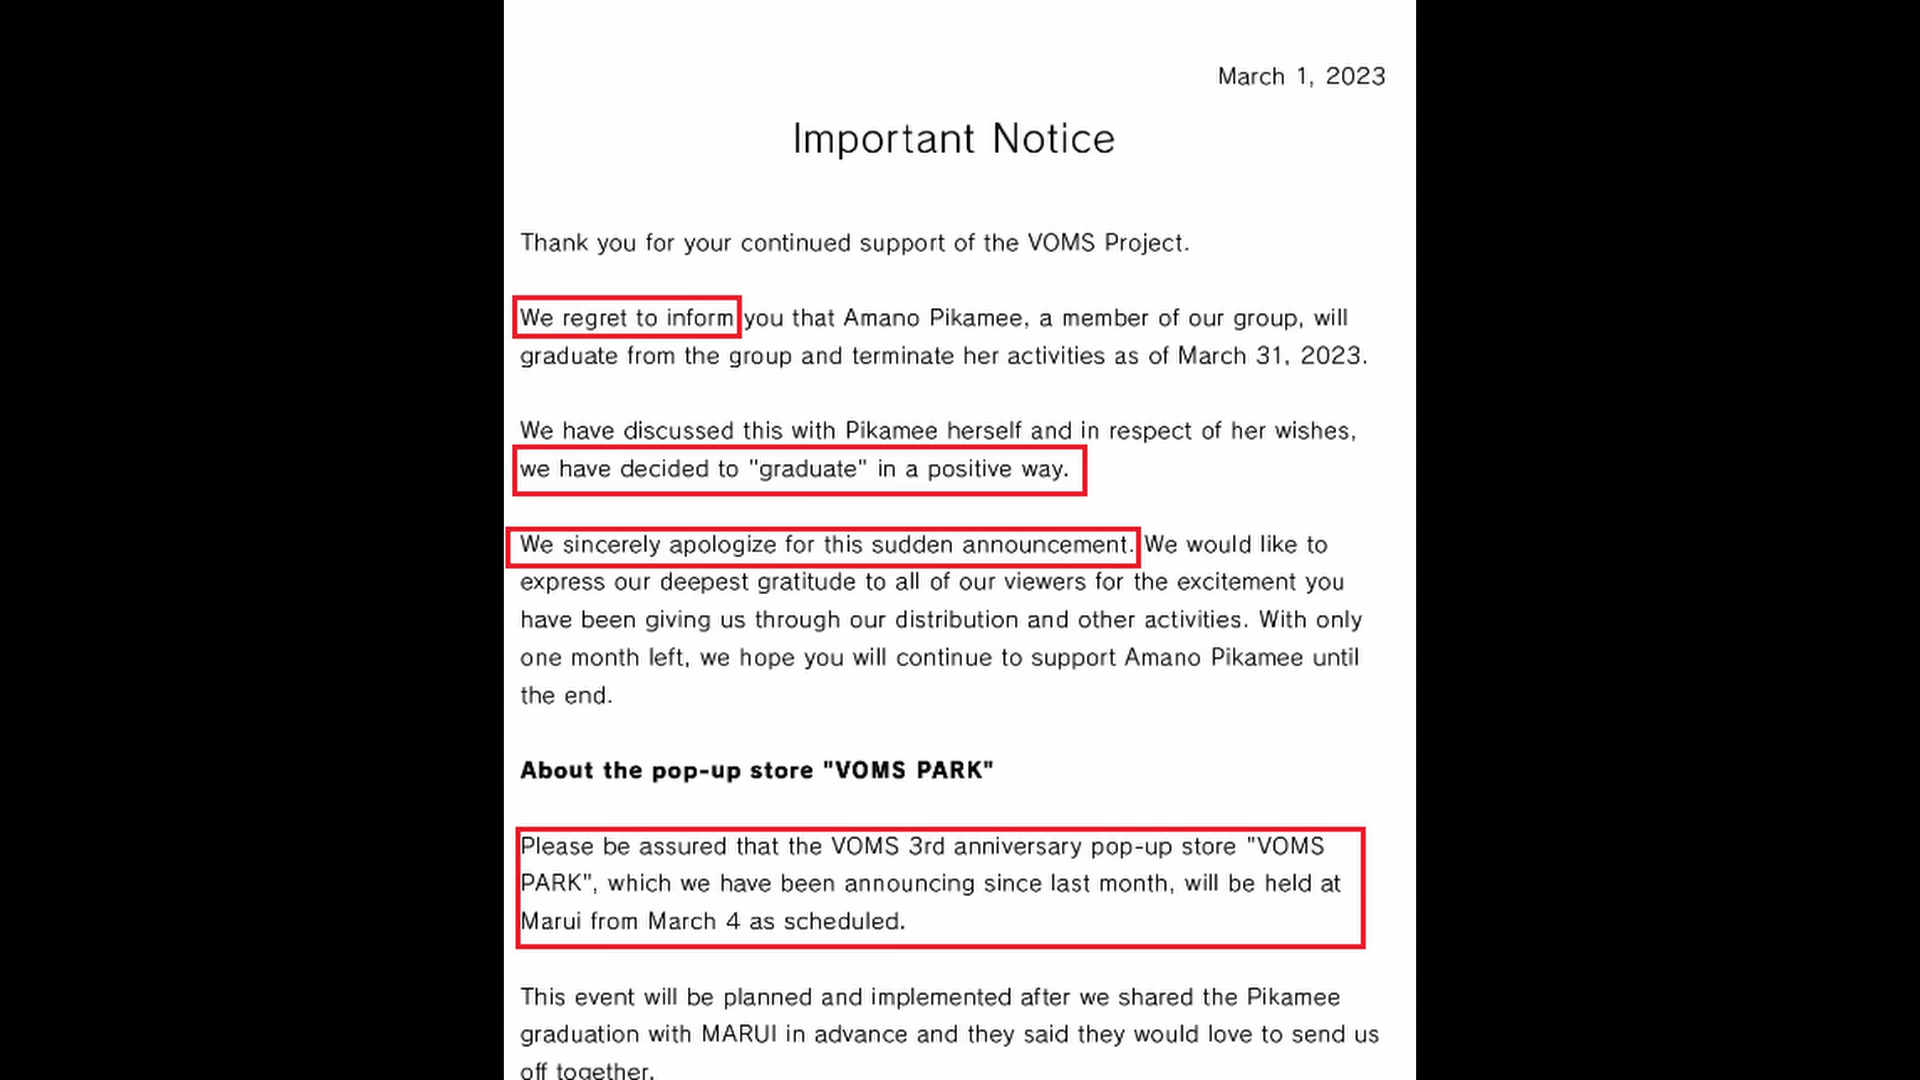 March 1, 2023
Important Notice
Thank you for your continued support of the VOMS Project.
We regret to inform you that Amano Pikamee, a member of our group, will
graduate from the group and terminate her activities as of March 31, 2023.
We have discussed this with Pikamee herself and in respect of her wishes,
we have decided to "graduate" in a positive way.
We sincerely apologize for this sudden announcement. We would like to
express our deepest gratitude to all of our viewers for the excitement you
have been giving us through our distribution and other activities. With only
one month left, we hope you will continue to support Amano Pikamee until
the end.
About the pop-up store "VOMS PARK"
Please be assured that the VOMS 3rd anniversary pop-up store "VOMS
PARK", which we have been announcing since last month, will be held at
Marui from March 4 as scheduled.
This event will be planned and implemented after we shared the Pikamee
graduation with MARUI in advance and they said they would love to send us
off together.